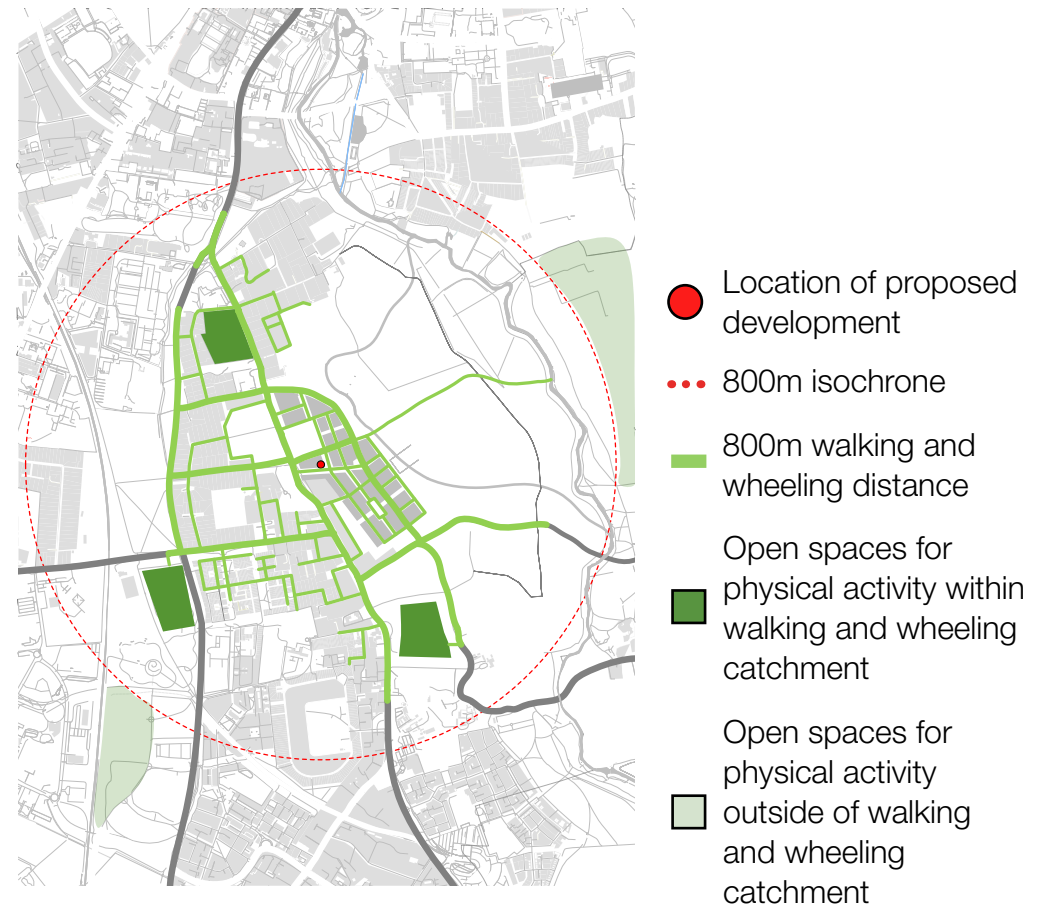 Location of proposed
development
800m isochrone
800m walking and
wheeling distance
Open spaces for
physical activity within
walking and wheeling
catchment
Open spaces for
physical activity
outside of walking
and wheeling
catchment